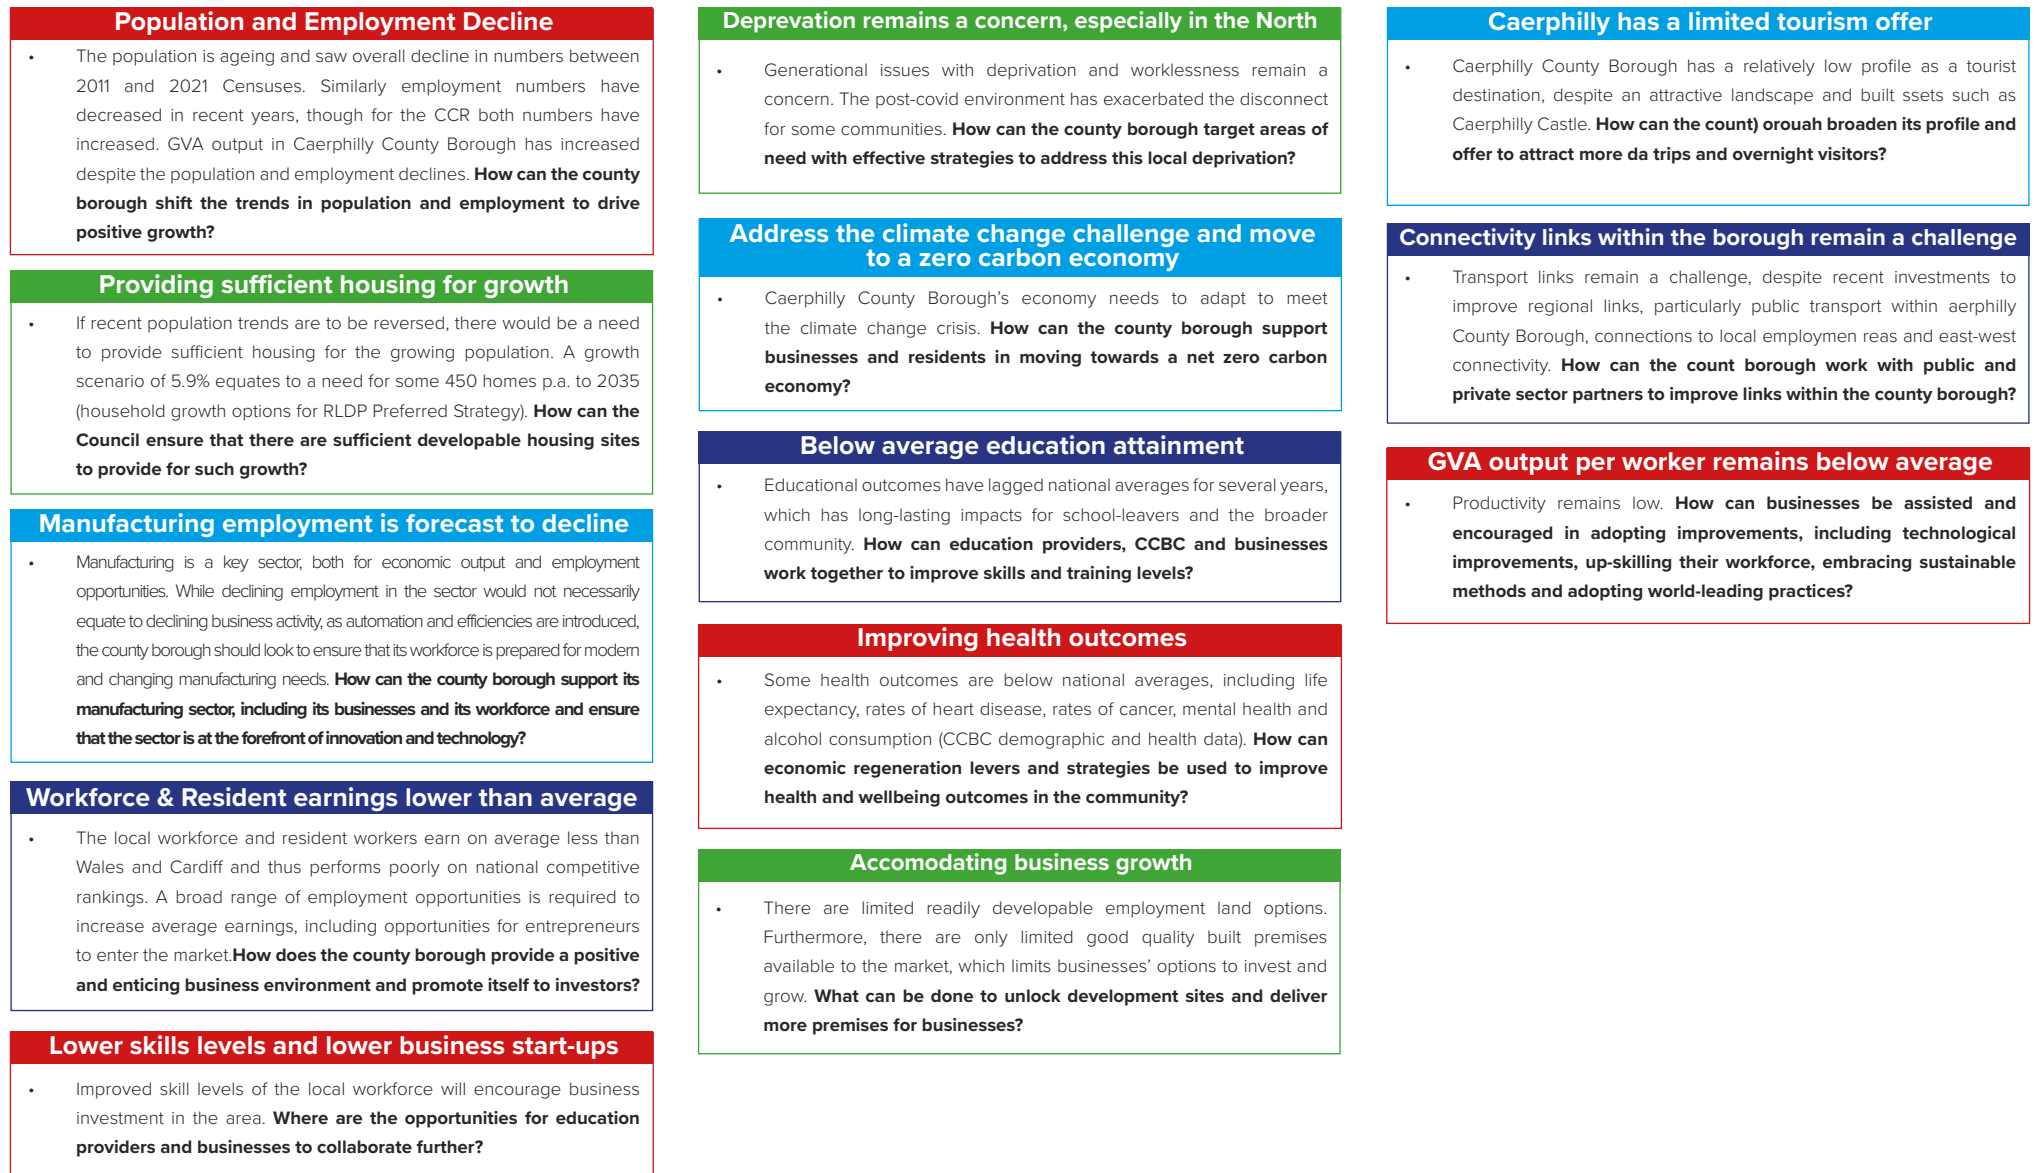 Population and Employment Decline
• The population is ageing and saw overall decline in numbers between
2011 and 2021 Censuses. Similarly employment numbers have
decreased in recent years, though for the CCR both numbers have
increased. GVA output in Caerphilly County Borough has increased
despite the population and employment declines. How can the county
borough shift the trends in population and employment to drive
positive growth?
Providing sufficient housing for growth
• If recent population trends are to be reversed, there would be a need
to provide sufficient housing for the growing population. A growth
scenario of 5.9% equates to a need for some 450 homes p.a. to 2035
(household growth options for RLDP Preferred Strategy). How can the
Council ensure that there are sufficient developable housing sites
to provide for such growth?
Manufacturing employment is forecast to decline
• Manufacturing is a key sector, both for economic output and employment
opportunities. While declining employment in the sector would not necessarily
equate to declining business activity, as automation and efficiencies are introduced,
the county borough should look to ensure that its workforce is prepared for modern
and changing manufacturing needs. How can the county borough support its
manufacturing sector, including its businesses and its workforce and ensure
that the sector is at the forefront of innovation and technology?
Workforce & Resident earnings lower than average
• The local workforce and resident workers earn on average less than
Wales and Cardiff and thus performs poorly on national competitive
rankings. A broad range of employment opportunities is required to
increase average earnings, including opportunities for entrepreneurs
to enter the market.How does the county borough provide a positive
and enticing business environment and promote itself to investors?
Lower skills levels and lower business start-ups
• Improved skill levels of the local workforce will encourage business
investment in the area. Where are the opportunities for education
providers and businesses to collaborate further?
Deprevation remains a concern, especially in the North
• Generational issues with deprivation and worklessness remain a
concern. The post-covid environment has exacerbated the disconnect
for some communities. How can the county borough target areas of
need with effective strategies to address this local deprivation?
Address the climate change challenge and move
to a zero carbon economy
• Caerphilly County Borough's economy needs to adapt to meet
the climate change crisis. How can the county borough support
businesses and residents in moving towards a net zero carbon
economy?
Below average education attainment
• Educational outcomes have lagged national averages for several years,
which has long-lasting impacts for school-leavers and the broader
community. How can education providers, CCBC and businesses
work together to improve skills and training levels?
Improving health outcomes
• Some health outcomes are below national averages, including life
expectancy, rates of heart disease, rates of cancer, mental health and
alcohol consumption (CCBC demographic and health data). How can
economic regeneration levers and strategies be used to improve
health and wellbeing outcomes in the community?
Accomodating business growth
• There are limited readily developable employment land options.
Furthermore, there are only limited good quality built premises
available to the market, which limits businesses' options to invest and
grow. What can be done to unlock development sites and deliver
more premises for businesses?
Caerphilly has a limited tourism offer
• Caerphilly County Borough has a relatively low profile as a tourist
destination, despite an attractive landscape and built ssets such as
Caerphilly Castle. How can the count) orouah broaden its profile and
offer to attract more da trips and overnight visitors?
Connectivity links within the borough remain a challenge
• Transport links remain a challenge, despite recent investments to
improve regional links, particularly public transport within aerphilly
County Borough, connections to local employmen reas and east-west
connectivity. How can the count borough work with public and
private sector partners to improve links within the county borough?
GVA output per worker remains below average
• Productivity remains low. How can businesses be assisted and
encouraged in adopting improvements, including technological
improvements, up-skilling their workforce, embracing sustainable
methods and adopting world-leading practices?